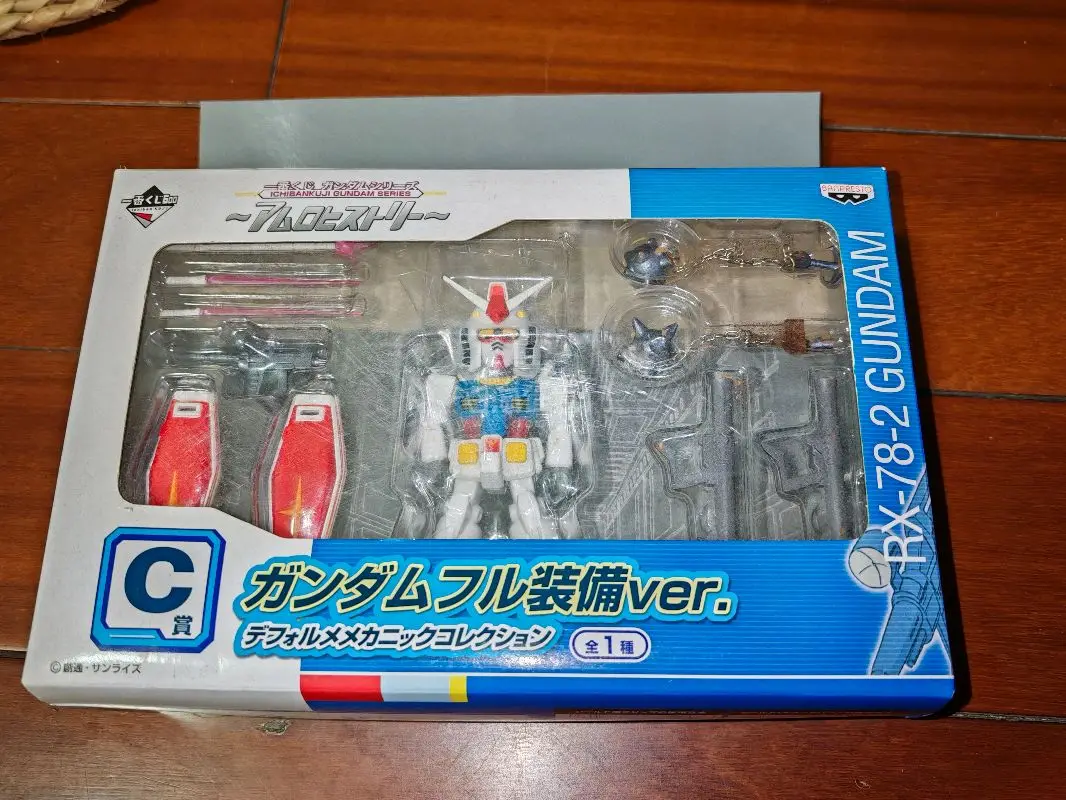 一番くじ
一番くじ ガンダムシリーズ
ICHIBANKUJI GUNDAM SERIES
～アムロヒストリー～
BANPRESTO
RX-78-2 GUNDAM
C
賞
ガンダムフル装備ver.
デフォルメメカニックコレクション
全1種
©創通・サンライズ